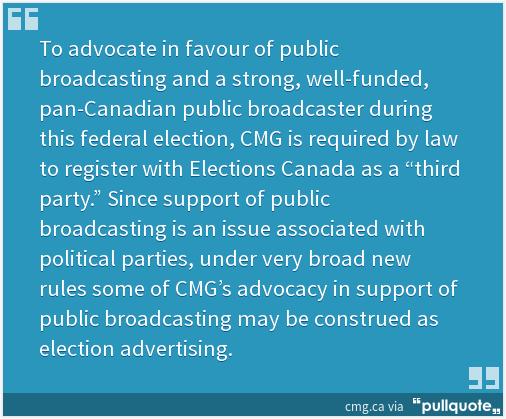 To advocate in favour of public
broadcasting and a strong, well-funded,
pan-Canadian public broadcaster during
this federal election, CMG is required by law
to register with Elections Canada as a “third
party.” Since support of public
broadcasting is an issue associated with
political parties, under very broad new
rules some of CMG’s advocacy in support of
public broadcasting may be construed as
election advertising.
cmg.ca via “pullquote„